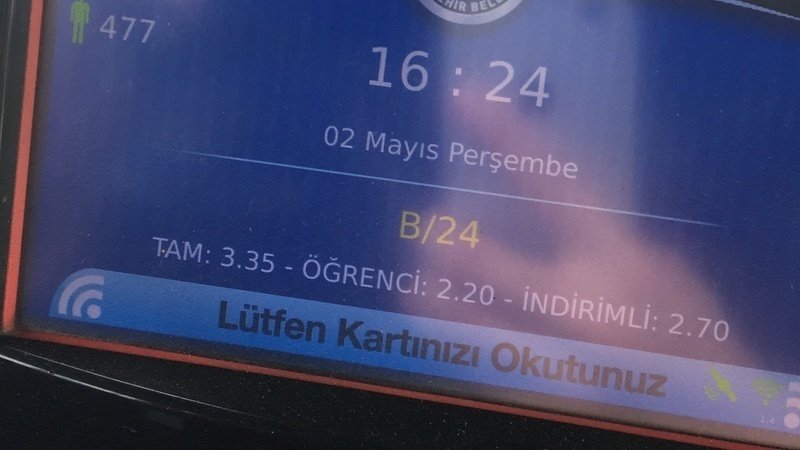 477
16 : 24
02 Mayıs Perşembe
B/24
TAM: 3.35 - ÖĞRENCİ: 2.20 - İNDİRİMLİ: 2.70
Lütfen Kartınızı Okutunuz